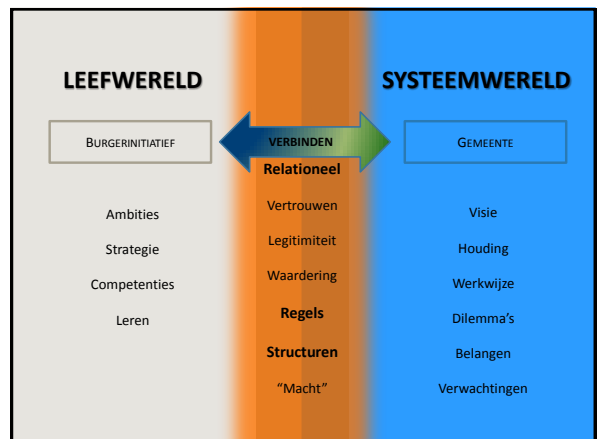 LEEFWERELD
BURGERINITIATIEF
Ambities
Strategie
Competenties
Leren
VERBINDEN
Relationeel
Vertrouwen
Legitimiteit
Waardering
Regels
Structuren
“Macht”
SYSTEEMWERELD
GEMEENTE
Visie
Houding
Werkwijze
Dilemma’s
Belangen
Verwachtingen